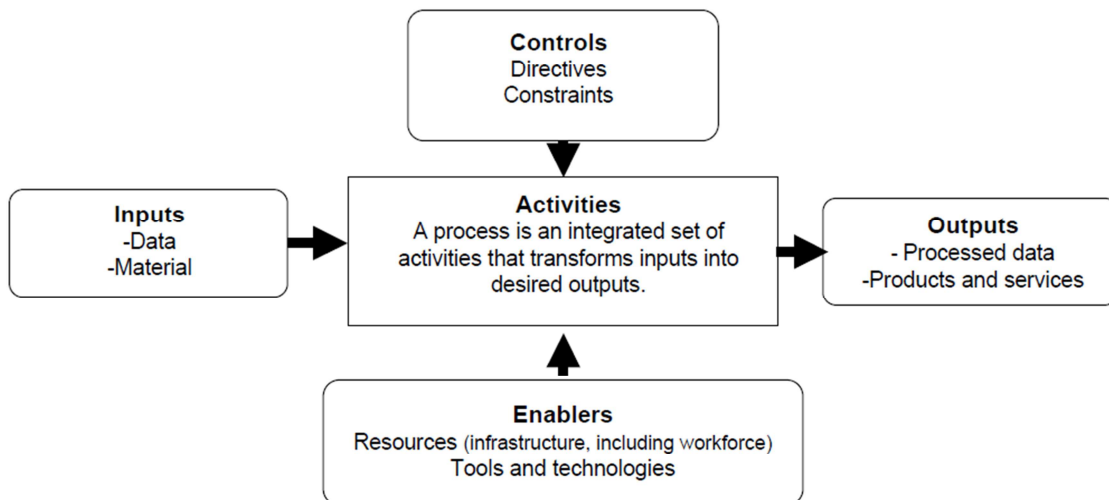 Controls
Directives
Constraints
Inputs
-Data
-Material
Activities
A process is an integrated set of
activities that transforms inputs into
desired outputs.
Outputs
- Processed data
-Products and services
Enablers
Resources (infrastructure, including workforce)
Tools and technologies